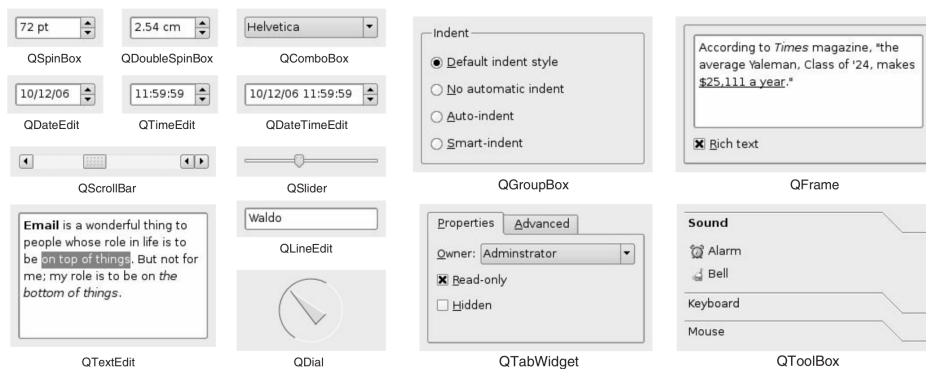 72 pt
QSpinBox
2.54 cm
QDoubleSpinBox
Helvetica
QComboBox
10/12/06
QDateEdit
11:59:59
QTimeEdit
10/12/06 11:59:59
QDateTimeEdit
QScrollBar
QSlider
Email is a wonderful thing to
people whose role in life is to
be on top of things. But not for
me; my role is to be on the
bottom of things.
QTextEdit
Waldo
QLineEdit
QDial
Indent
Default indent style
No automatic indent
Auto-indent
Smart-indent
QGroupBox
According to Times magazine, "the
average Yaleman, Class of '24, makes
$25,111 a year."
Rich text
QFrame
Properties Advanced
Owner: Adminstrator
Read-only
Hidden
QTabWidget
Sound
Alarm
Bell
Keyboard
Mouse
QToolBox